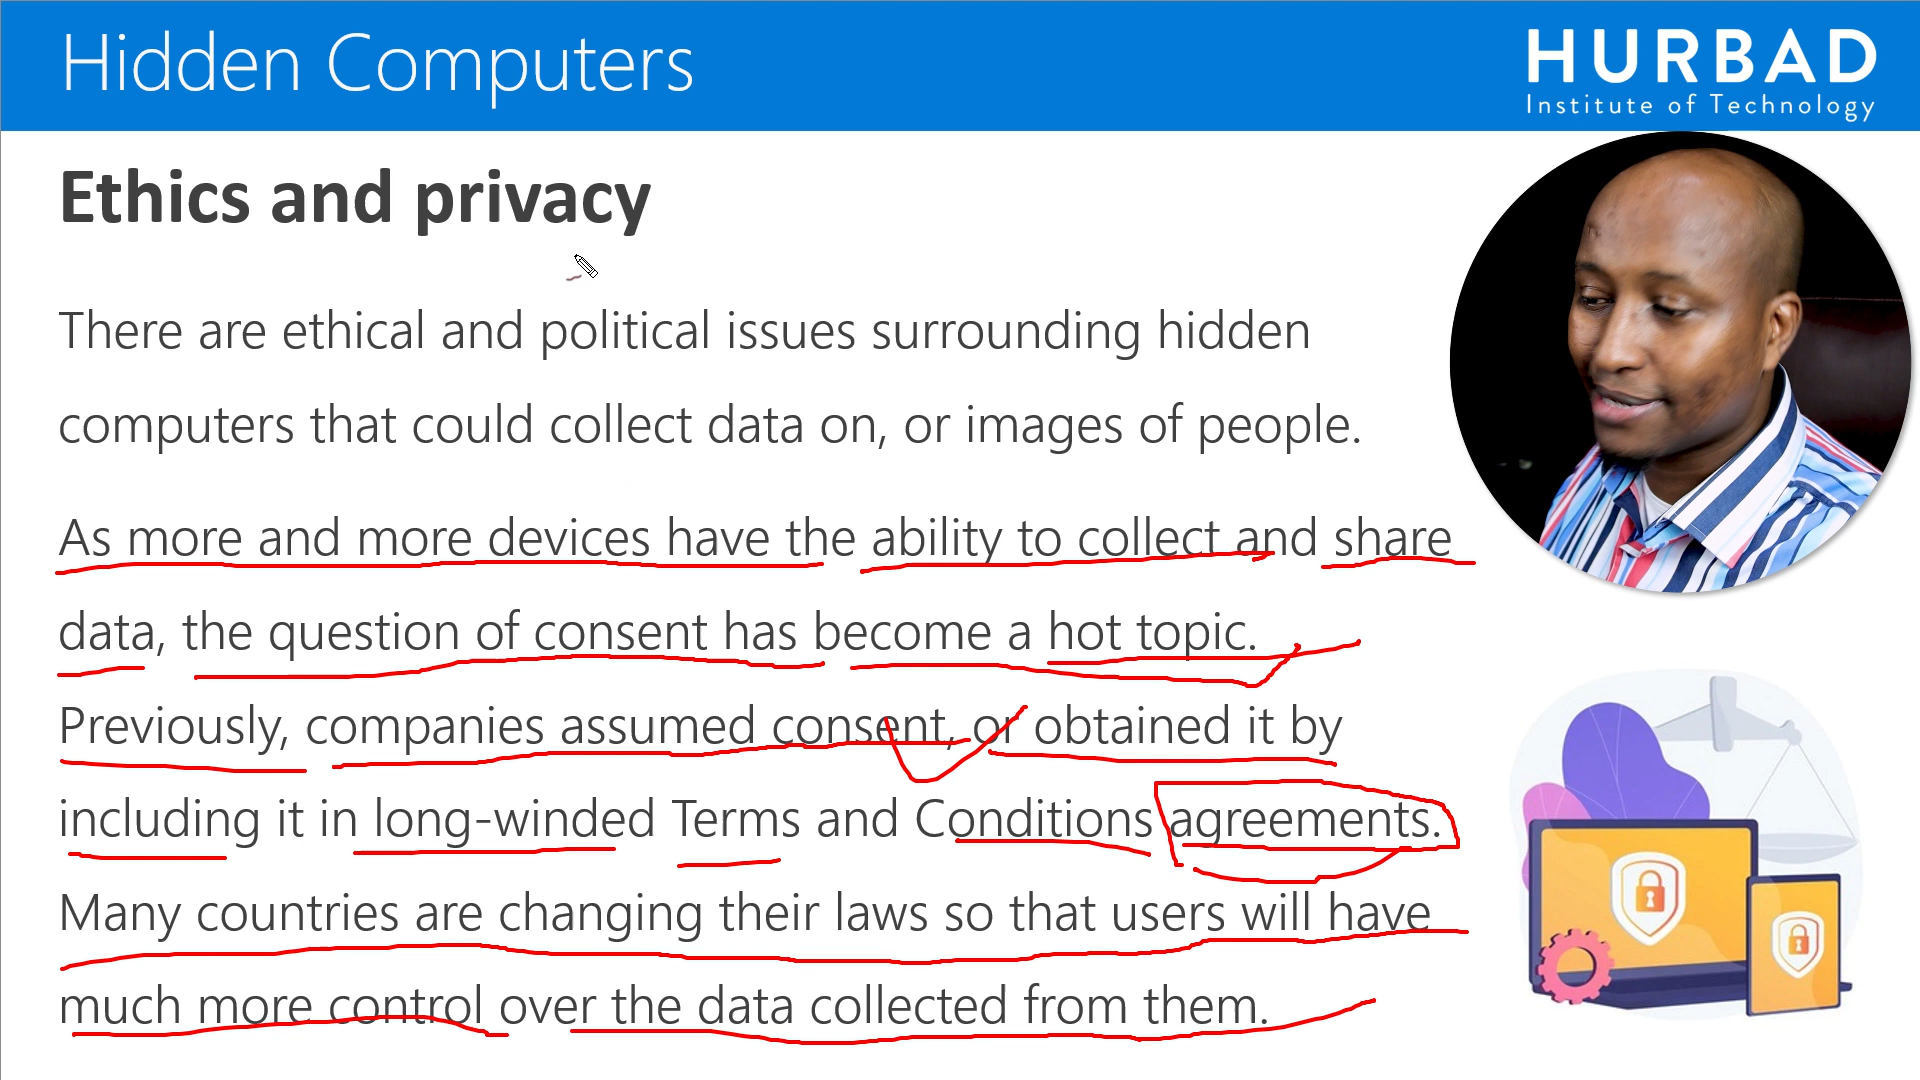 Hidden Computers
HURBAD
Institute of Technology
Ethics and privacy
There are ethical and political issues surrounding hidden
computers that could collect data on, or images of people.
As more and more devices have the ability to collect and share
data, the question of consent has become a hot topic.
Previously, companies assumed consent, or obtained it by
including it in long-winded Terms and Conditions agreements.
Many countries are changing their laws so that users will have
much more control over the data collected from them.